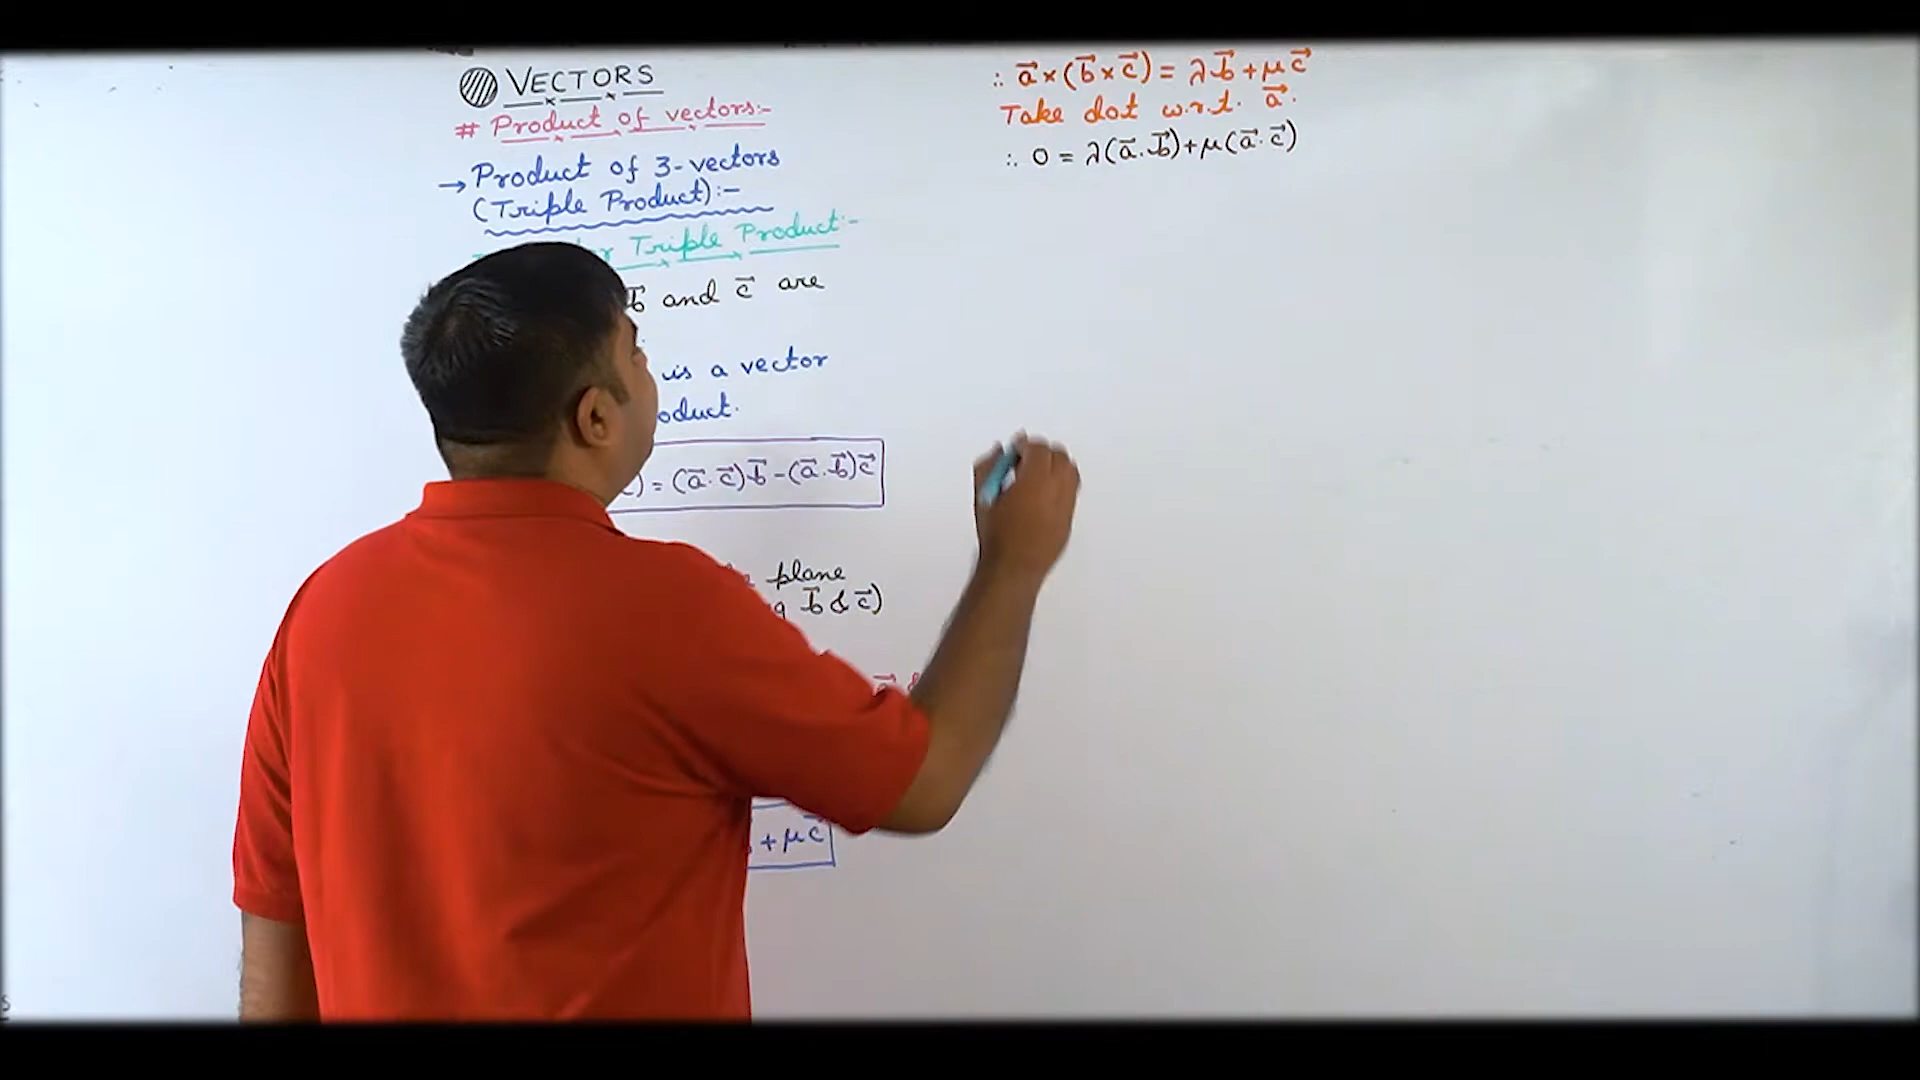 VECTORS
# Product of vectors:-
→ Product of 3-vectors
(Triple Product):-
Triple Product:-
b⃗ and c⃗ are
is a vector
) = (a⃗·c⃗)b⃗-(a⃗·b⃗)c⃗
plane
b⃗ & c⃗)
a⃗
+ μc⃗
∴ a⃗×(b⃗×c⃗) = λb⃗+μc⃗
Take dot w.r.t. a⃗.
∴ 0 = λ(a⃗·b⃗)+μ(a⃗·c⃗)